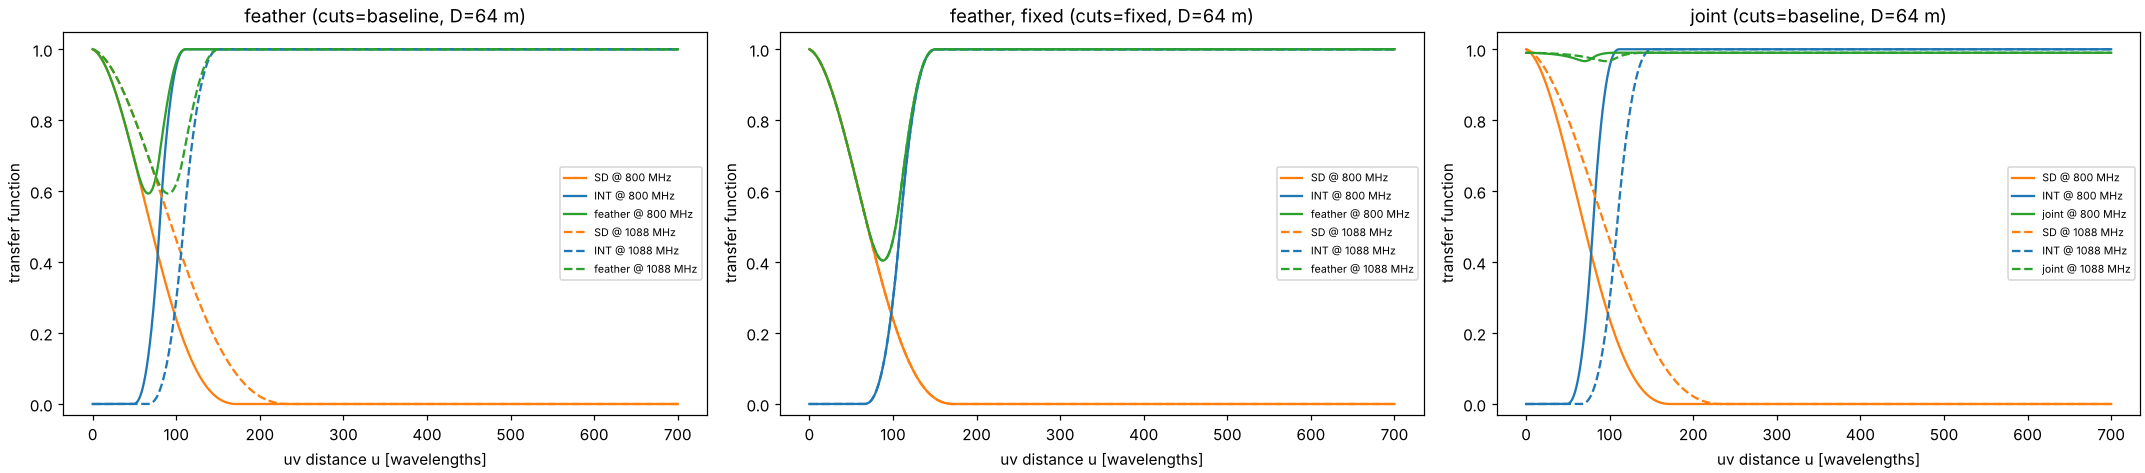 feather (cuts=baseline, D=64 m)
transfer function
1.0
0.8
0.6
0.4
0.2
0.0
SD @ 800 MHz
INT @ 800 MHz
feather @ 800 MHz
SD @ 1088 MHz
INT @ 1088 MHz
feather @ 1088 MHz
0 100 200 300 400 500 600 700
uv distance u [wavelengths]
feather, fixed (cuts=fixed, D=64 m)
transfer function
1.0
0.8
0.6
0.4
0.2
0.0
SD @ 800 MHz
INT @ 800 MHz
feather @ 800 MHz
SD @ 1088 MHz
INT @ 1088 MHz
feather @ 1088 MHz
0 100 200 300 400 500 600 700
uv distance u [wavelengths]
joint (cuts=baseline, D=64 m)
transfer function
1.0
0.8
0.6
0.4
0.2
0.0
SD @ 800 MHz
INT @ 800 MHz
joint @ 800 MHz
SD @ 1088 MHz
INT @ 1088 MHz
joint @ 1088 MHz
0 100 200 300 400 500 600 700
uv distance u [wavelengths]